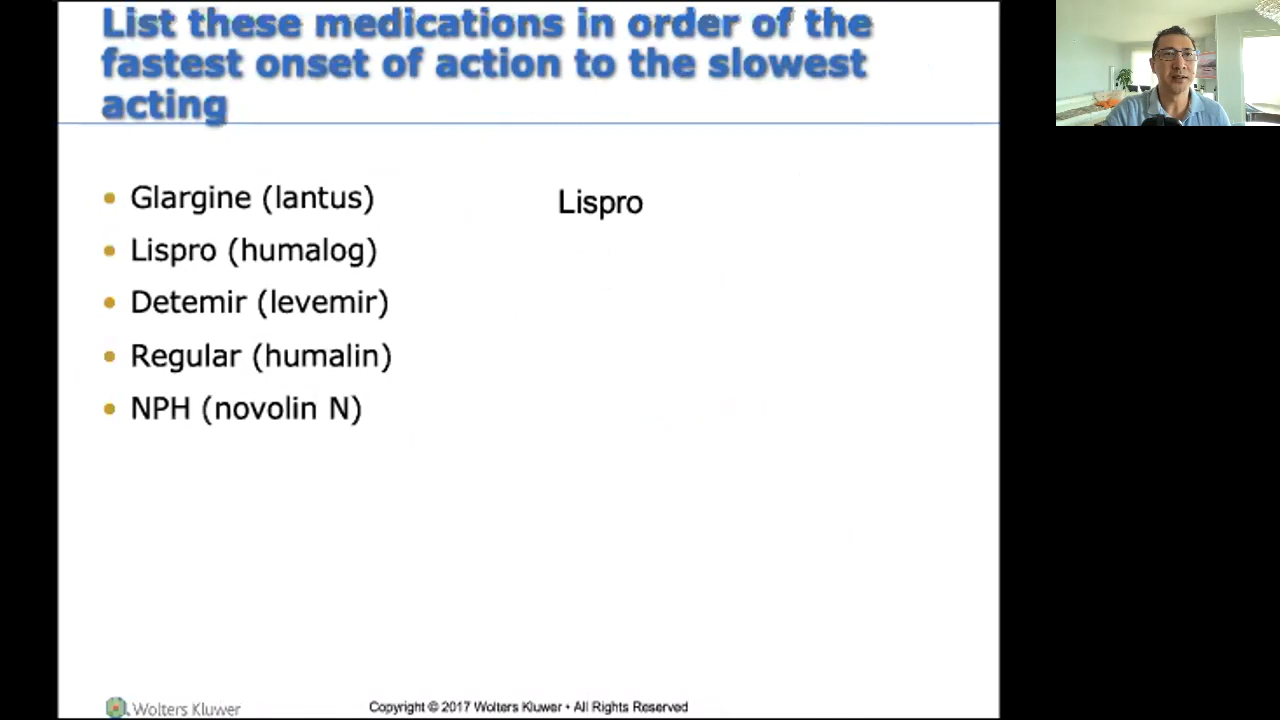 List these medications in order of the
fastest onset of action to the slowest
acting
Glargine (lantus)
Lispro (humalog)
Detemir (levemir)
Regular (humalin)
NPH (novolin N)
Lispro
Wolters Kluwer
Copyright © 2017 Wolters Kluwer • All Rights Reserved